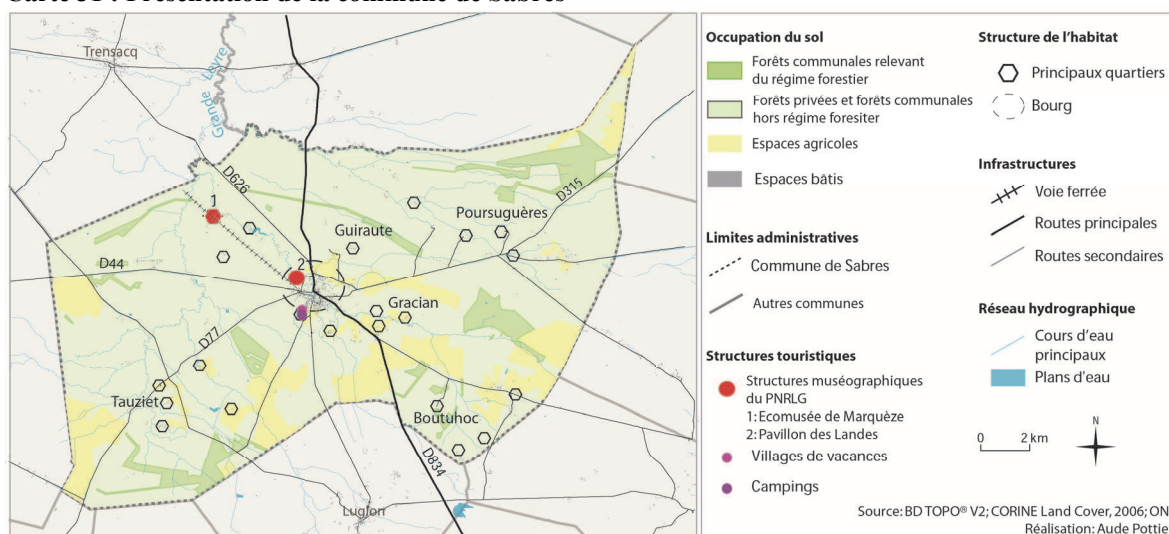 Carte 31 : Présentation de la commune de Sabres
Trensacq
Grande Leyre
D626
1
D315
Poursuguères
Guiraute
D44
2
Gracian
D77
Tauziet
Boutuhoc
D834
Luglon
Occupation du sol
Forêts communales relevant
du régime forestier
Forêts privées et forêts communales
hors régime foresiter
Espaces agricoles
Espaces bâtis
Limites administratives
Commune de Sabres
Autres communes
Structures touristiques
Structures muséographiques
du PNRLG
1: Ecomusée de Marquèze
2: Pavillon des Landes
Villages de vacances
Campings
Structure de l'habitat
Principaux quartiers
Bourg
Infrastructures
Voie ferrée
Routes principales
Routes secondaires
Réseau hydrographique
Cours d'eau
principaux
Plans d'eau
N
0 2 km
Source: BD TOPO® V2; CORINE Land Cover, 2006; ON
Réalisation: Aude Pottie